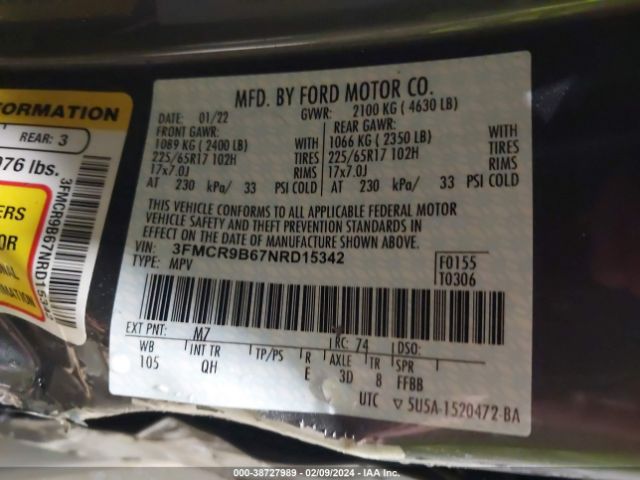 ORMATION
REAR: 3
076 lbs.
ERS
OR
ONAL
ATION
MFD. BY FORD MOTOR CO.
DATE: 01/22 GVWR: 2100 KG ( 4630 LB)
FRONT GAWR: REAR GAWR:
1089 KG ( 2400 LB) WITH 1066 KG ( 2350 LB) WITH
225/65R17 102H TIRES 225/65R17 102H TIRES
17x7.0J RIMS 17x7.0J RIMS
AT 230 kPa/ 33 PSI COLD AT 230 kPa/ 33 PSI COLD
THIS VEHICLE CONFORMS TO ALL APPLICABLE FEDERAL MOTOR
VEHICLE SAFETY AND THEFT PREVENTION STANDARDS IN
EFFECT ON THE DATE OF MANUFACTURE SHOWN ABOVE.
VIN: 3FMCR9B67NRD15342
TYPE: MPV
F0155
T0306
EXT PNT: M7 RC: 74 DSO:
WB INT TR TP/PS R AXLE TR SPR
105 QH E 3D 8 FFBB
UTC ▽ 5U5A-1520472-BA
000-38727989 - 02/09/2024 - IAA Inc.